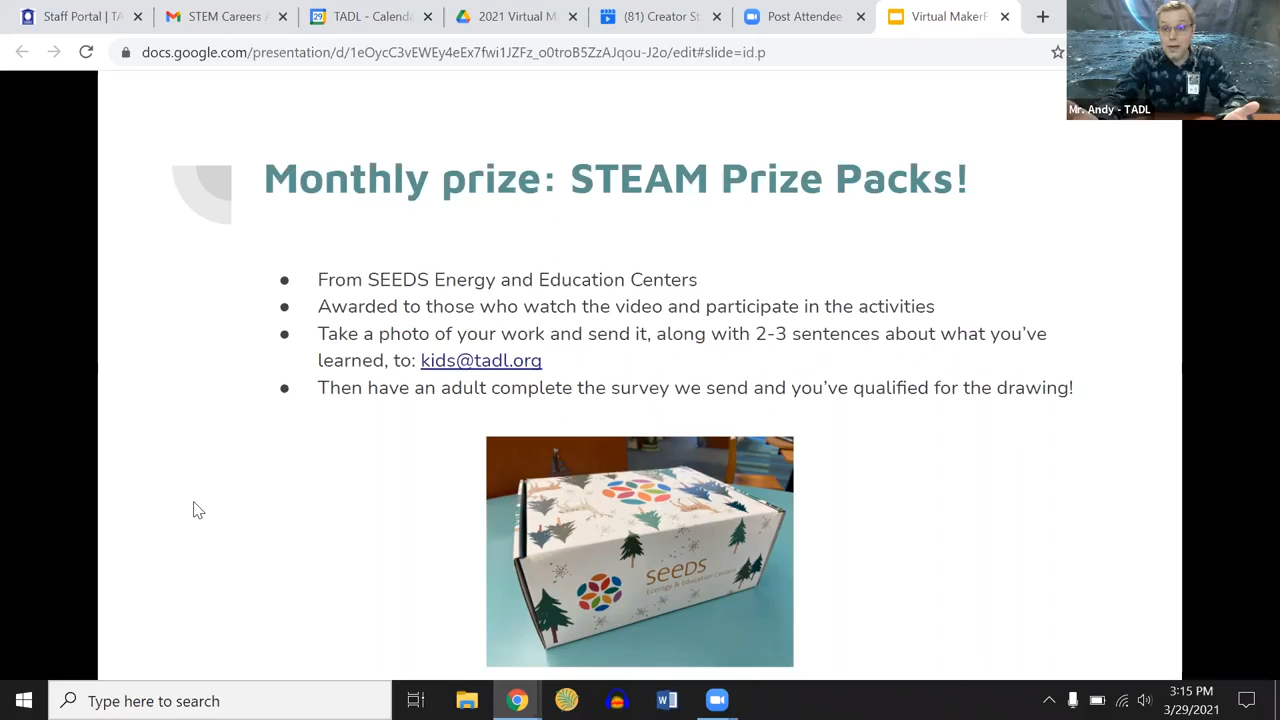 Staff Portal | TA
STEM Careers A
TADL - Calenda
2021 Virtual M
(81) Creator St
Post Attendee
Virtual MakerF
docs.google.com/presentation/d/1eOycC3vEWEy4eEx7fwi1JZFz_o0troB5ZzAJqou-J2o/edit#slide=id.p
Mr. Andy - TADL
Monthly prize: STEAM Prize Packs!
● From SEEDS Energy and Education Centers
● Awarded to those who watch the video and participate in the activities
● Take a photo of your work and send it, along with 2-3 sentences about what you’ve
learned, to: kids@tadl.org
● Then have an adult complete the survey we send and you’ve qualified for the drawing!
seeds
Ecology & Education Centers
Type here to search
3:15 PM
3/29/2021